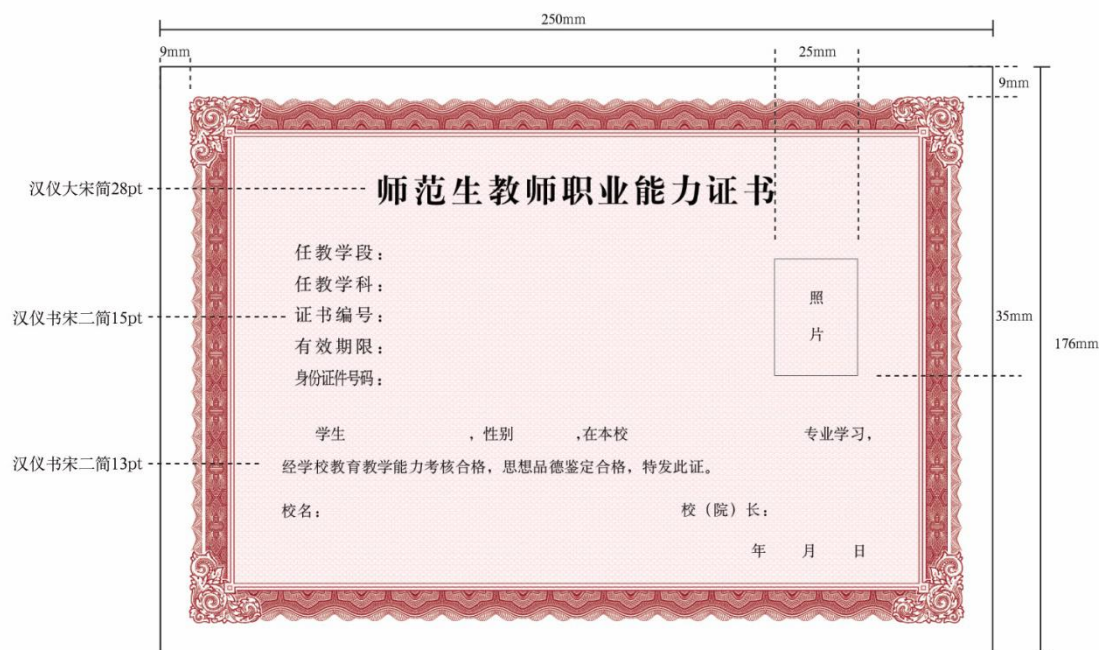 250mm
9mm
25mm
9mm
汉仪大宋简28pt
师范生教师职业能力证书
任教学段：
任教学科：
汉仪书宋二简15pt
证书编号：
有效期限：
身份证件号码：
照
片
35mm
176mm
学生 ，性别 ,在本校 专业学习，
汉仪书宋二简13pt
经学校教育教学能力考核合格，思想品德鉴定合格，特发此证。
校名：
校（院）长：
年 月 日